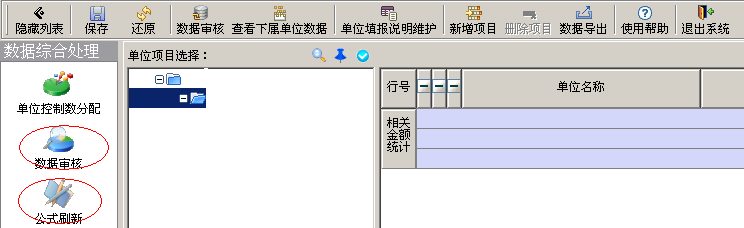 隐藏列表 保存 还原 数据审核 查看下属单位数据 单位填报说明维护 新增项目 删除项目 数据导出 使用帮助 退出系统
数据综合处理
单位控制数分配
数据审核
公式刷新
单位项目选择：
行号 单位名称
相关
金额
统计